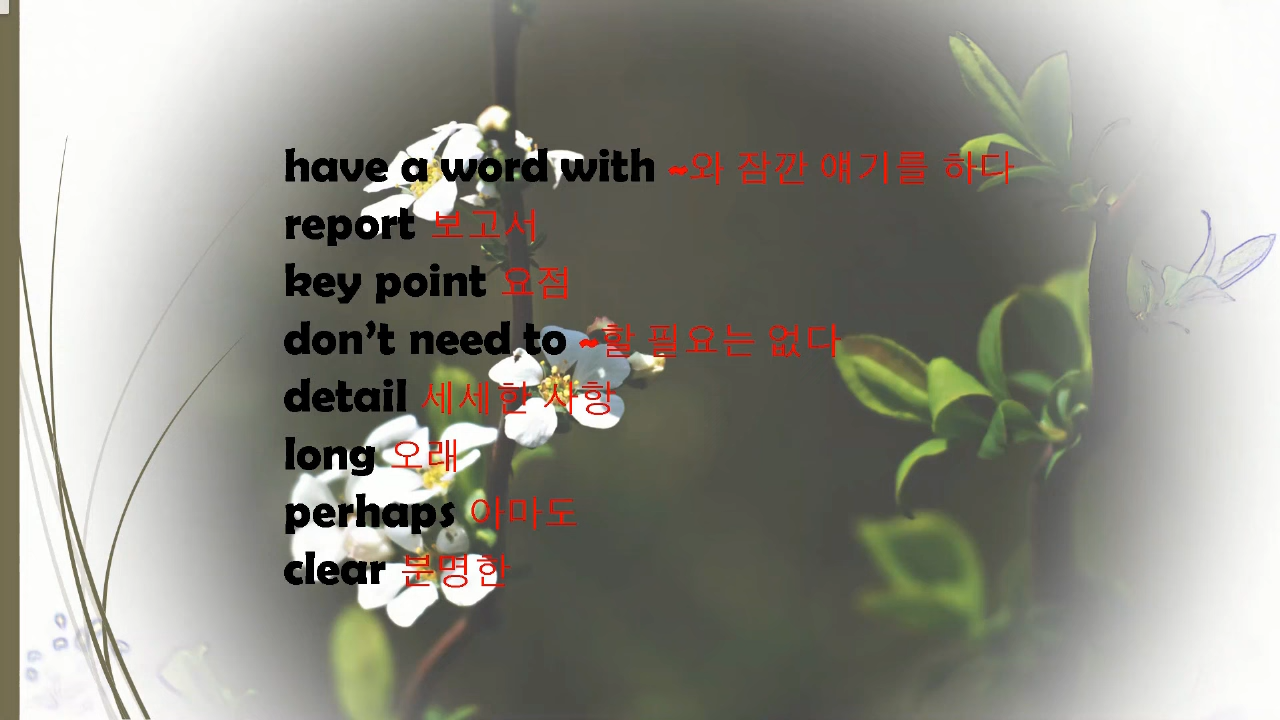 have a word with ~와 잠깐 얘기를 하다
report 보고서
key point 요점
don’t need to ~할 필요는 없다
detail 세세한 사항
long 오래
perhaps 아마도
clear 분명한